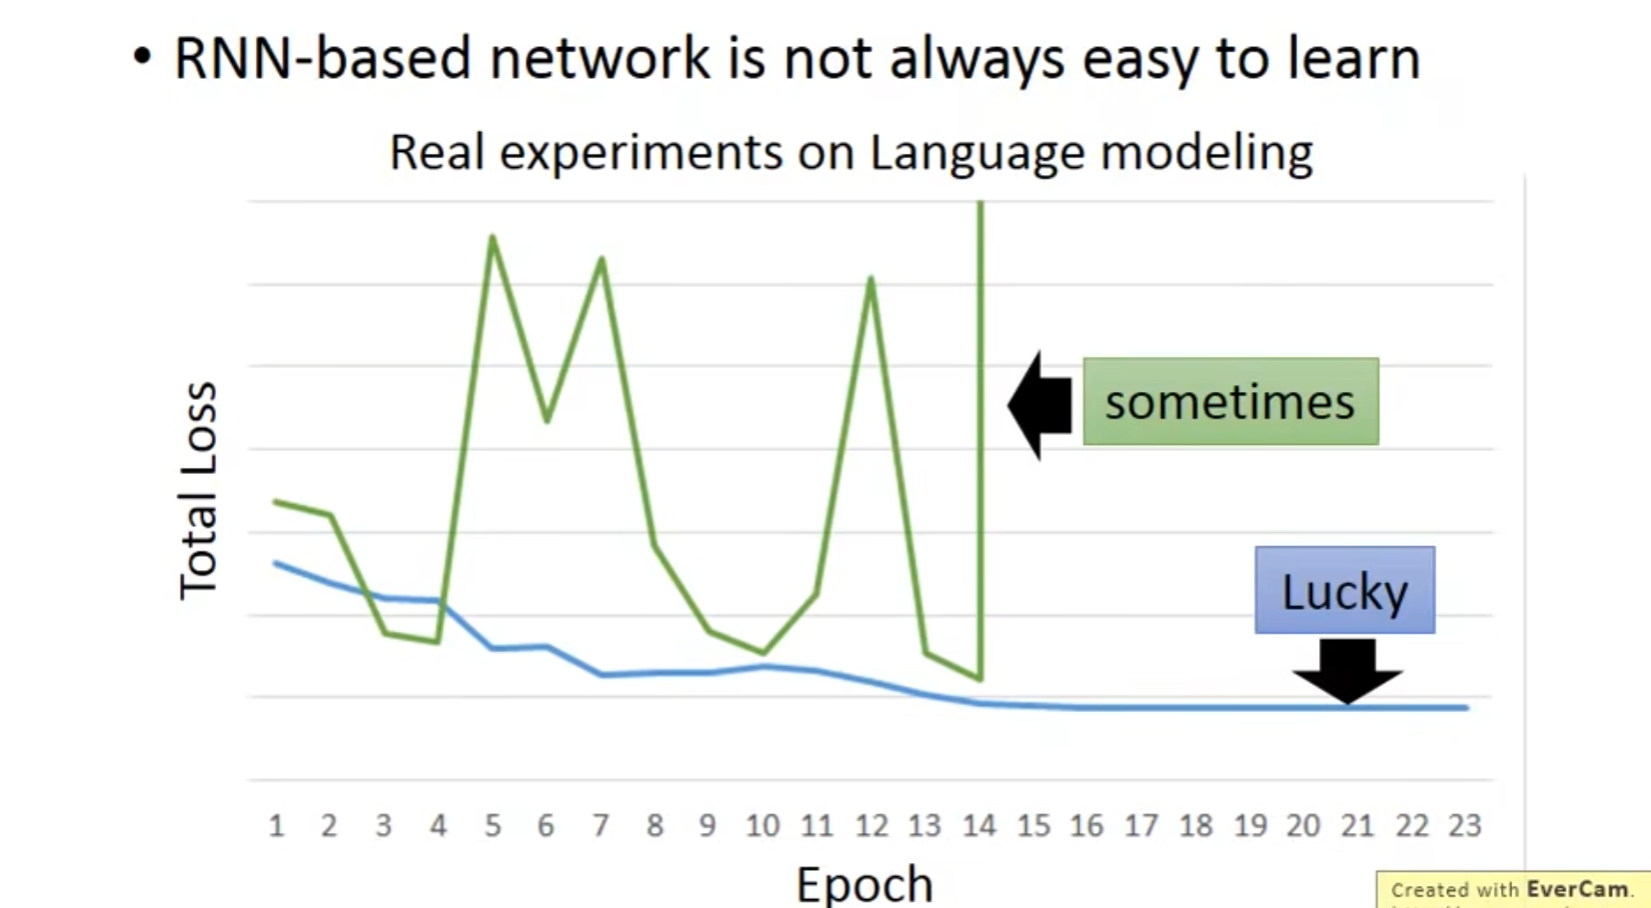 • RNN-based network is not always easy to learn
Real experiments on Language modeling
Total Loss
sometimes
Lucky
1 2 3 4 5 6 7 8 9 10 11 12 13 14 15 16 17 18 19 20 21 22 23
Epoch
Created with EverCam.